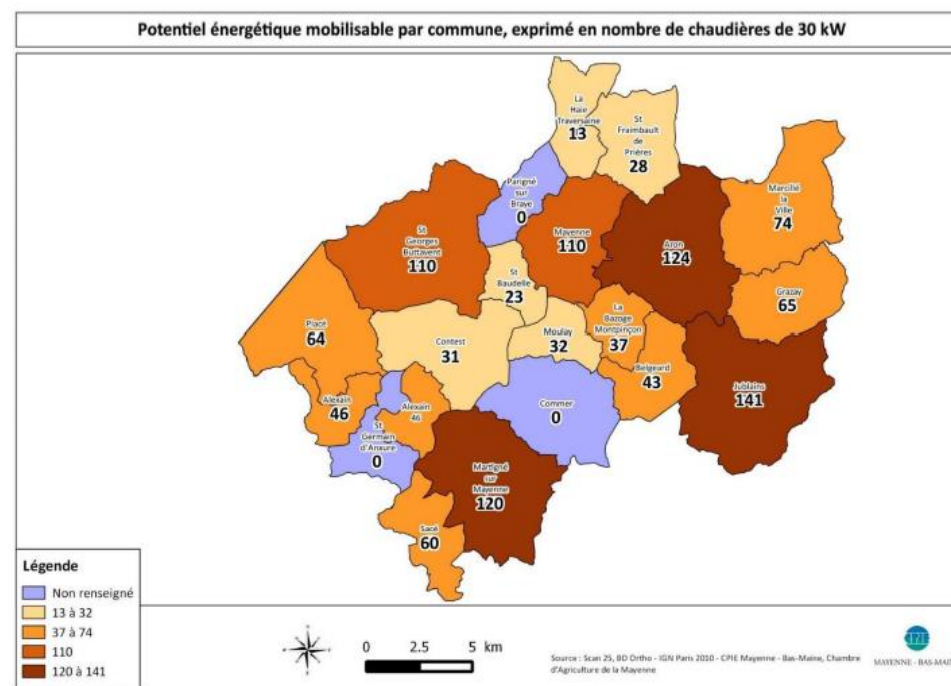 Potentiel énergétique mobilisable par commune, exprimé en nombre de chaudières de 30 kW
La
Haie
Traversaine
13
St
Fraimbault
de
Prières
28
Parigné
sur
Braye
0
Marcillé
la
Ville
74
St
Georges
Buttavent
110
Mayenne
110
Aron
124
St
Baudelle
23
Grazay
65
La
Bazoge
Montpinçon
37
Placé
64
Contest
31
Moulay
32
Belgeard
43
Jublains
141
Alexain
46
Alexain
46
Commer
0
St
Germain
d'Anxure
0
Martigné
sur
Mayenne
120
Sacé
60
Légende
Non renseigné
13 à 32
37 à 74
110
120 à 141
0 2.5 5 km
Source : Scan 25, BD Ortho - IGN Paris 2010 - CPIE Mayenne - Bas-Maine, Chambre
d'Agriculture de la Mayenne
MAYENNE - BAS-MAINE